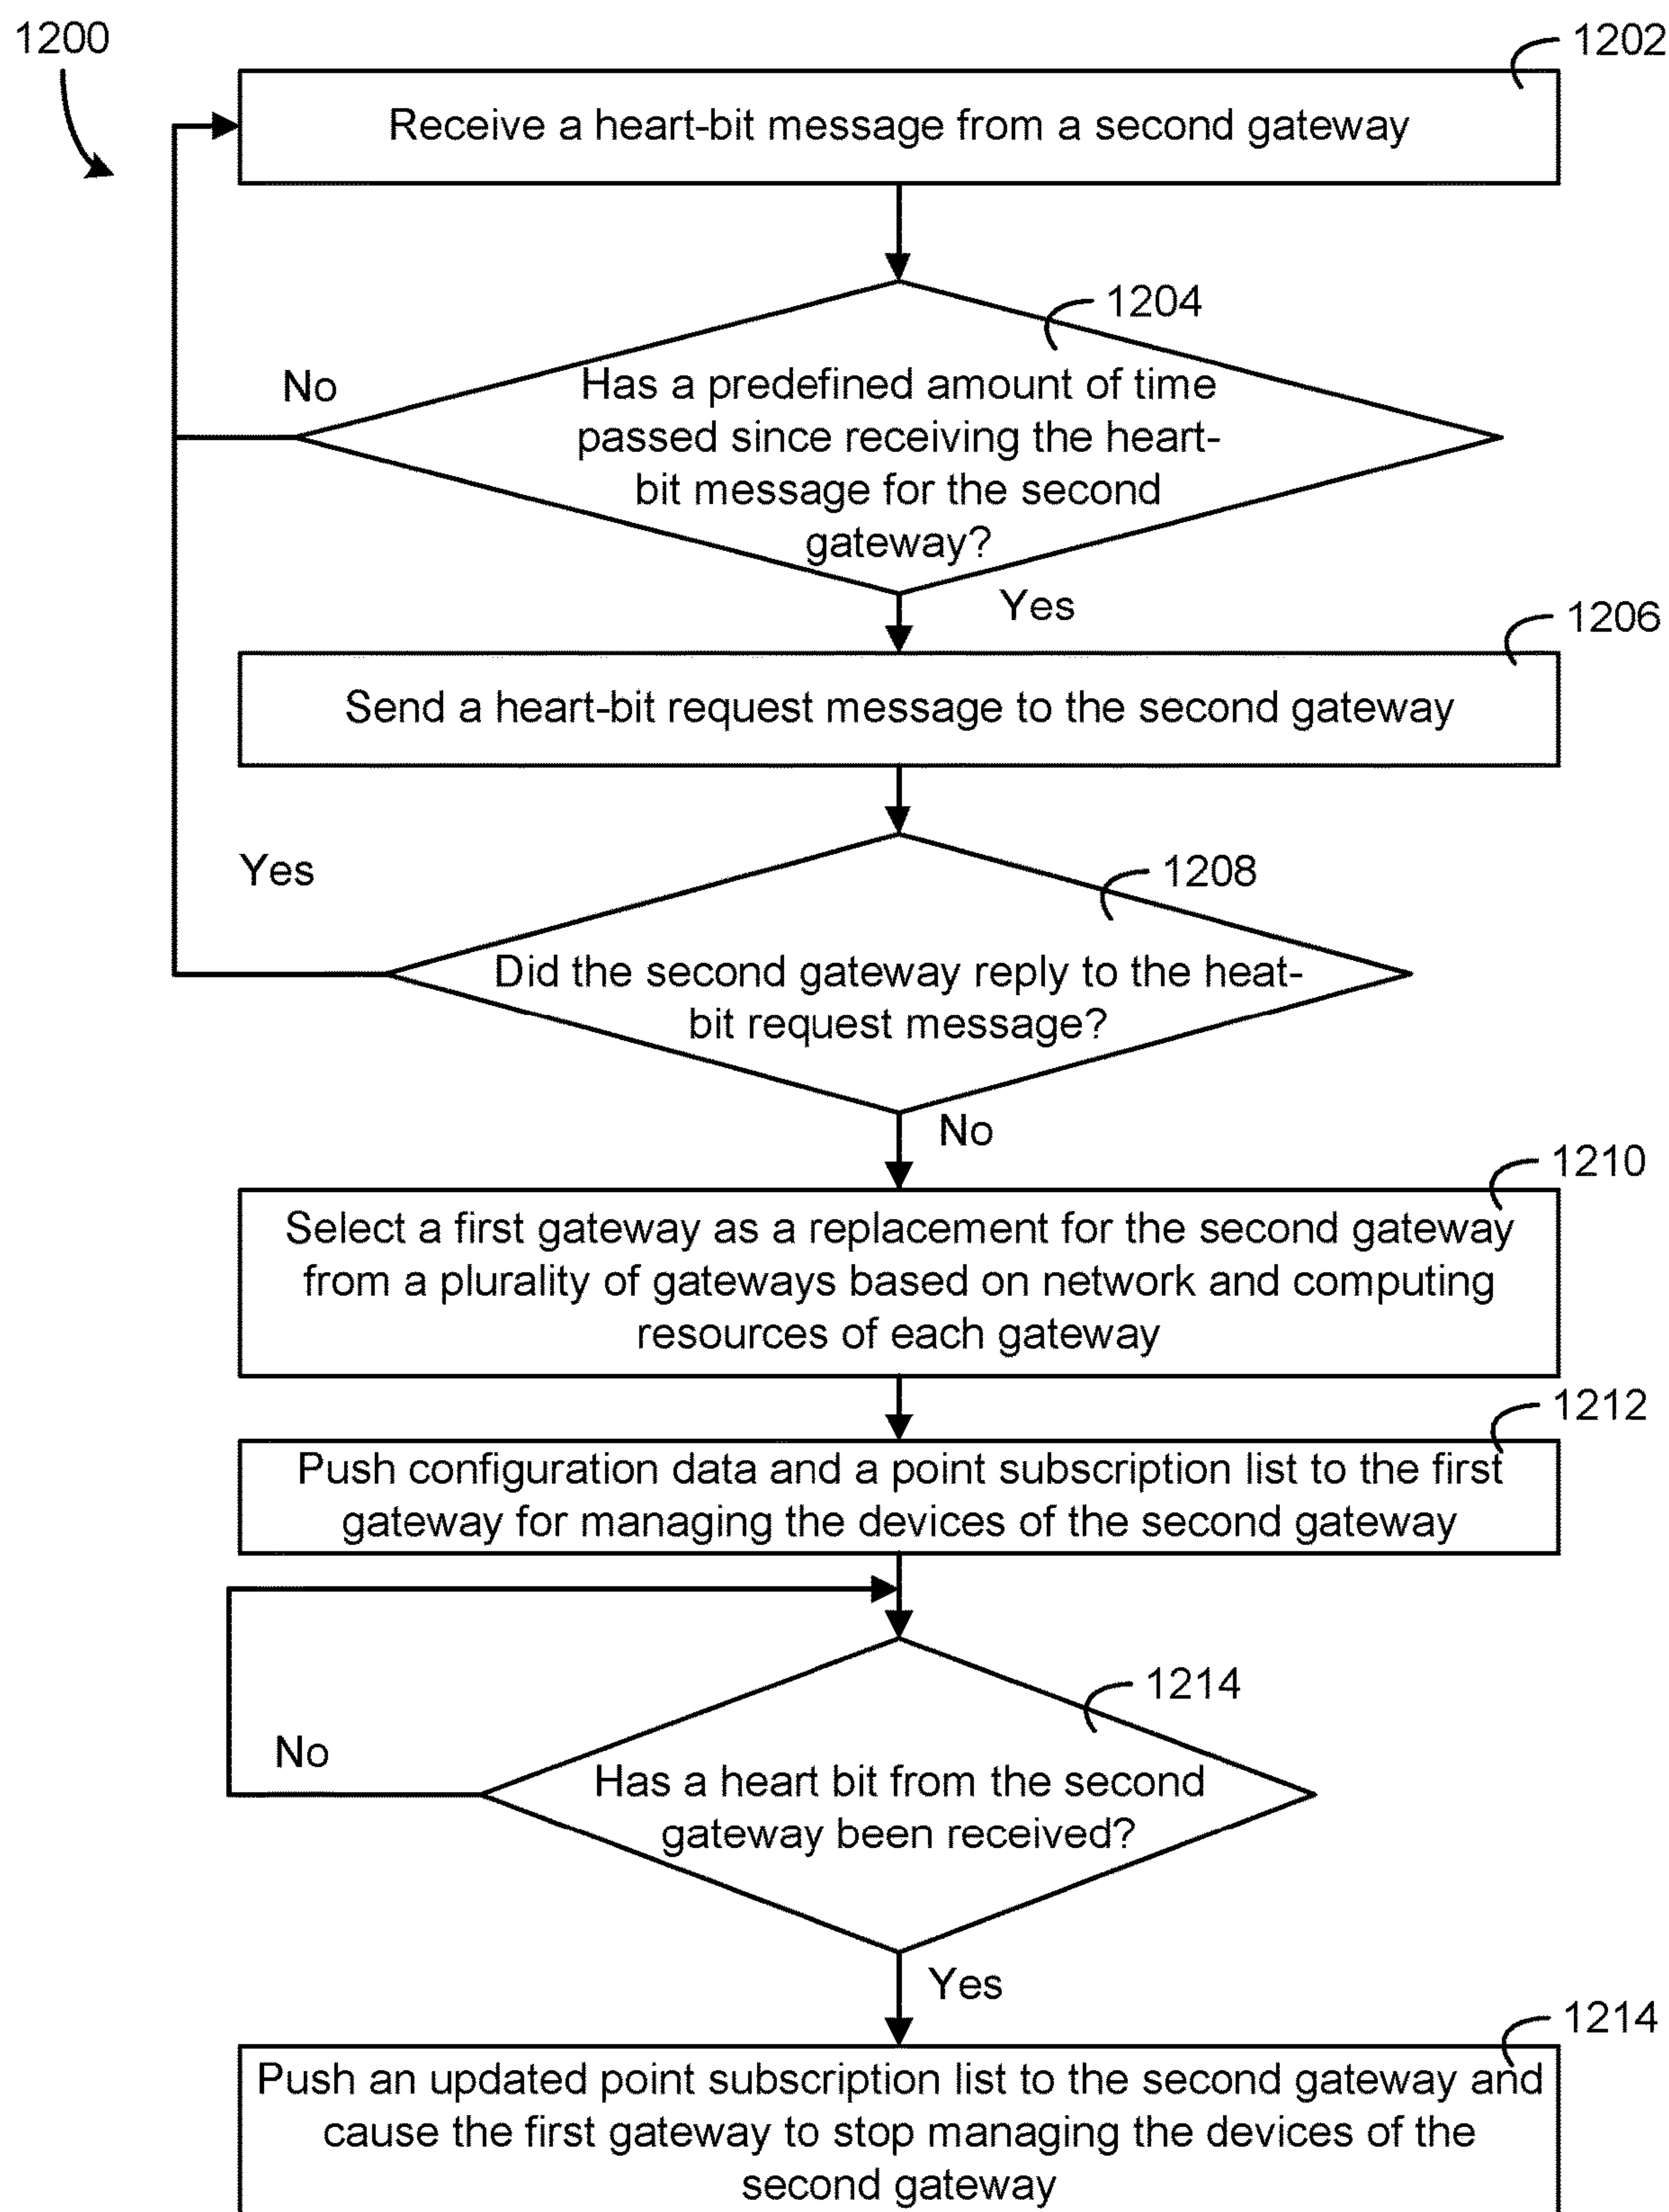 1200
1202
Receive a heart-bit message from a second gateway
1204
No
Has a predefined amount of time
passed since receiving the heart-
bit message for the second
gateway?
Yes
1206
Send a heart-bit request message to the second gateway
Yes
1208
Did the second gateway reply to the heat-
bit request message?
No
1210
Select a first gateway as a replacement for the second gateway
from a plurality of gateways based on network and computing
resources of each gateway
1212
Push configuration data and a point subscription list to the first
gateway for managing the devices of the second gateway
1214
No
Has a heart bit from the second
gateway been received?
Yes
1214
Push an updated point subscription list to the second gateway and
cause the first gateway to stop managing the devices of the
second gateway